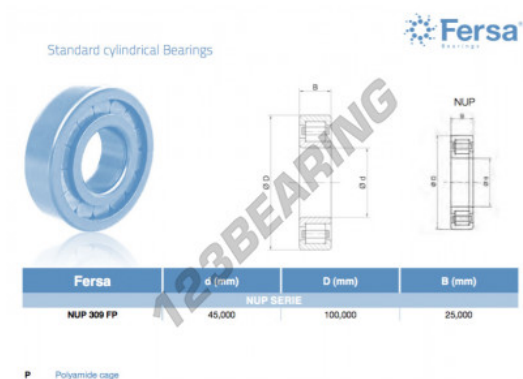 Fersa®
Bearings
Standard cylindrical Bearings
B
Ø D
Ø d
NUP
B
Ø D
Ø d
123BEARING
Fersa d (mm) D (mm) B (mm)
NUP SERIE
NUP 309 FP 45,000 100,000 25,000
P Polyamide cage